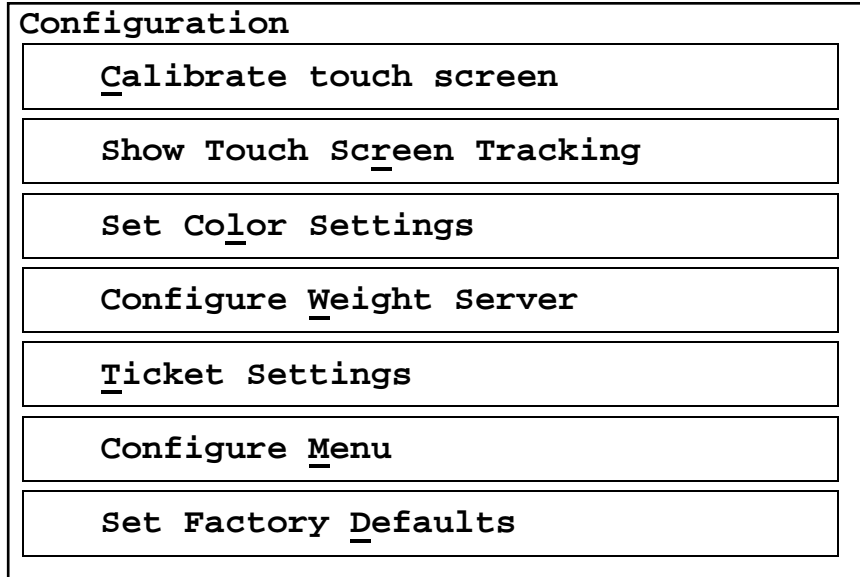 Configuration
Calibrate touch screen
Show Touch Screen Tracking
Set Color Settings
Configure Weight Server
Ticket Settings
Configure Menu
Set Factory Defaults